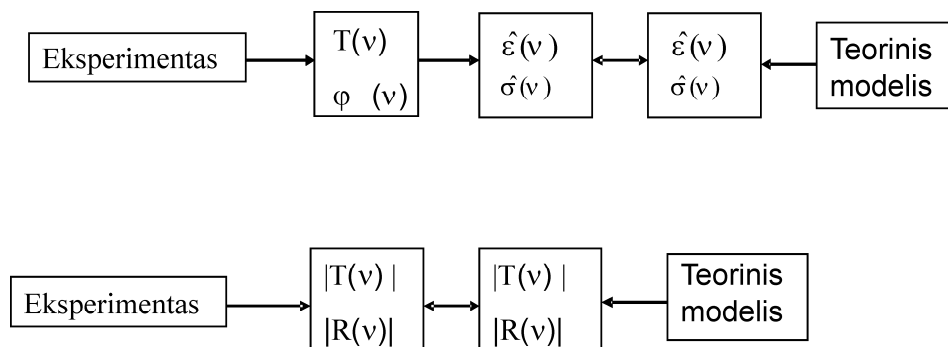 Eksperimentas
T(ν)
φ (ν)
ε̂(ν)
σ̂(ν)
ε̂(ν)
σ̂(ν)
Teorinis
modelis
Eksperimentas
|T(ν) |
|R(ν)|
|T(ν) |
|R(ν)|
Teorinis
modelis